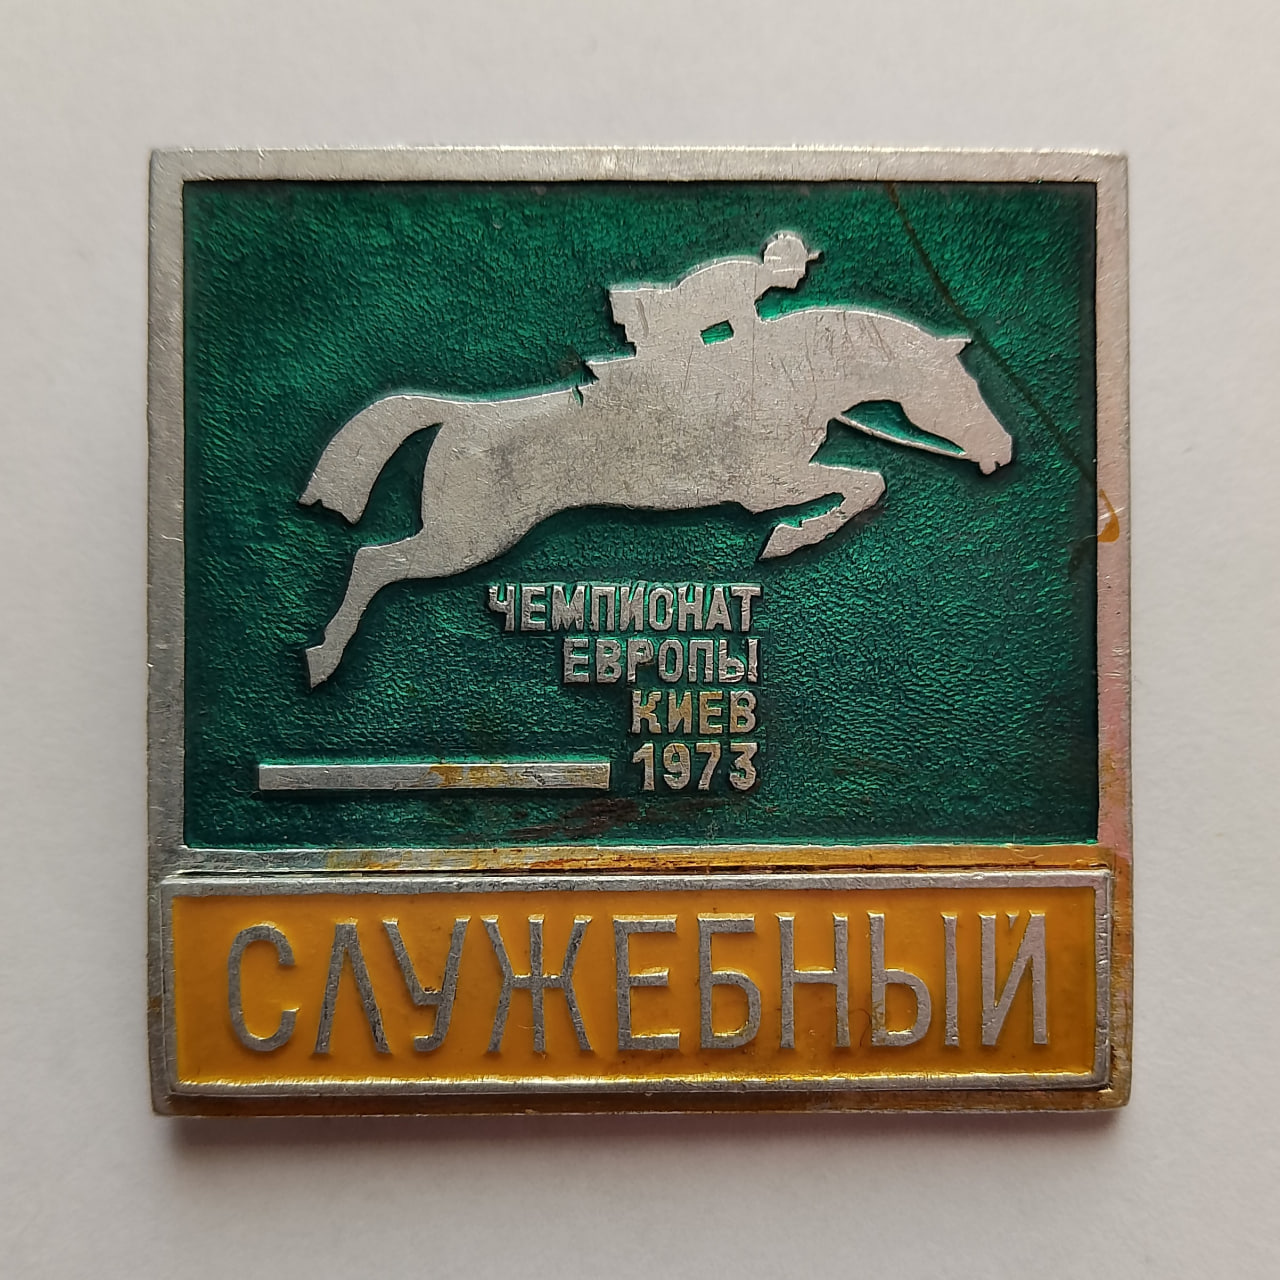 ЧЕМПИОНАТ
ЕВРОПЫ
КИЕВ
1973
СЛУЖЕБНЫЙ